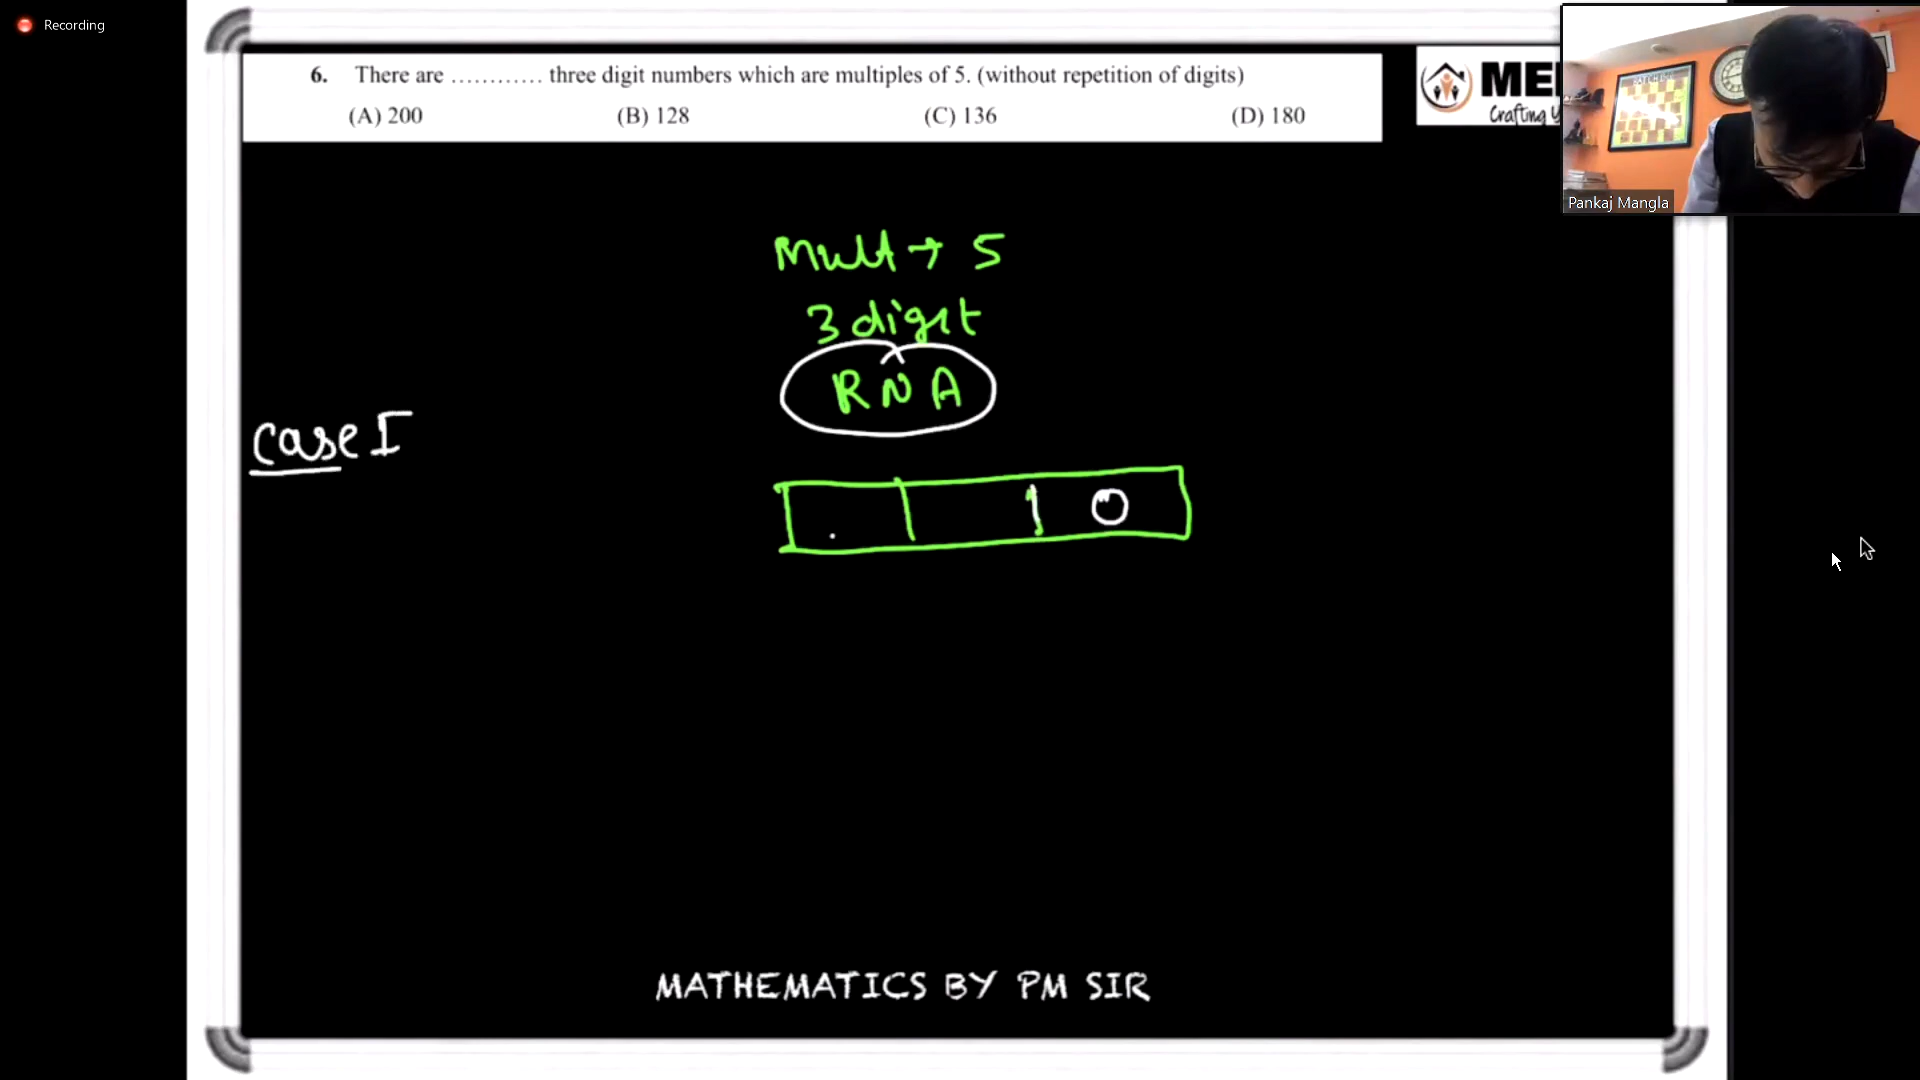 Recording
6. There are ............ three digit numbers which are multiples of 5. (without repetition of digits)
(A) 200 (B) 128 (C) 136 (D) 180
Crafting
Pankaj Mangla
Mult → 5
3 digit
RNA
Case I
0
MATHEMATICS BY PM SIR